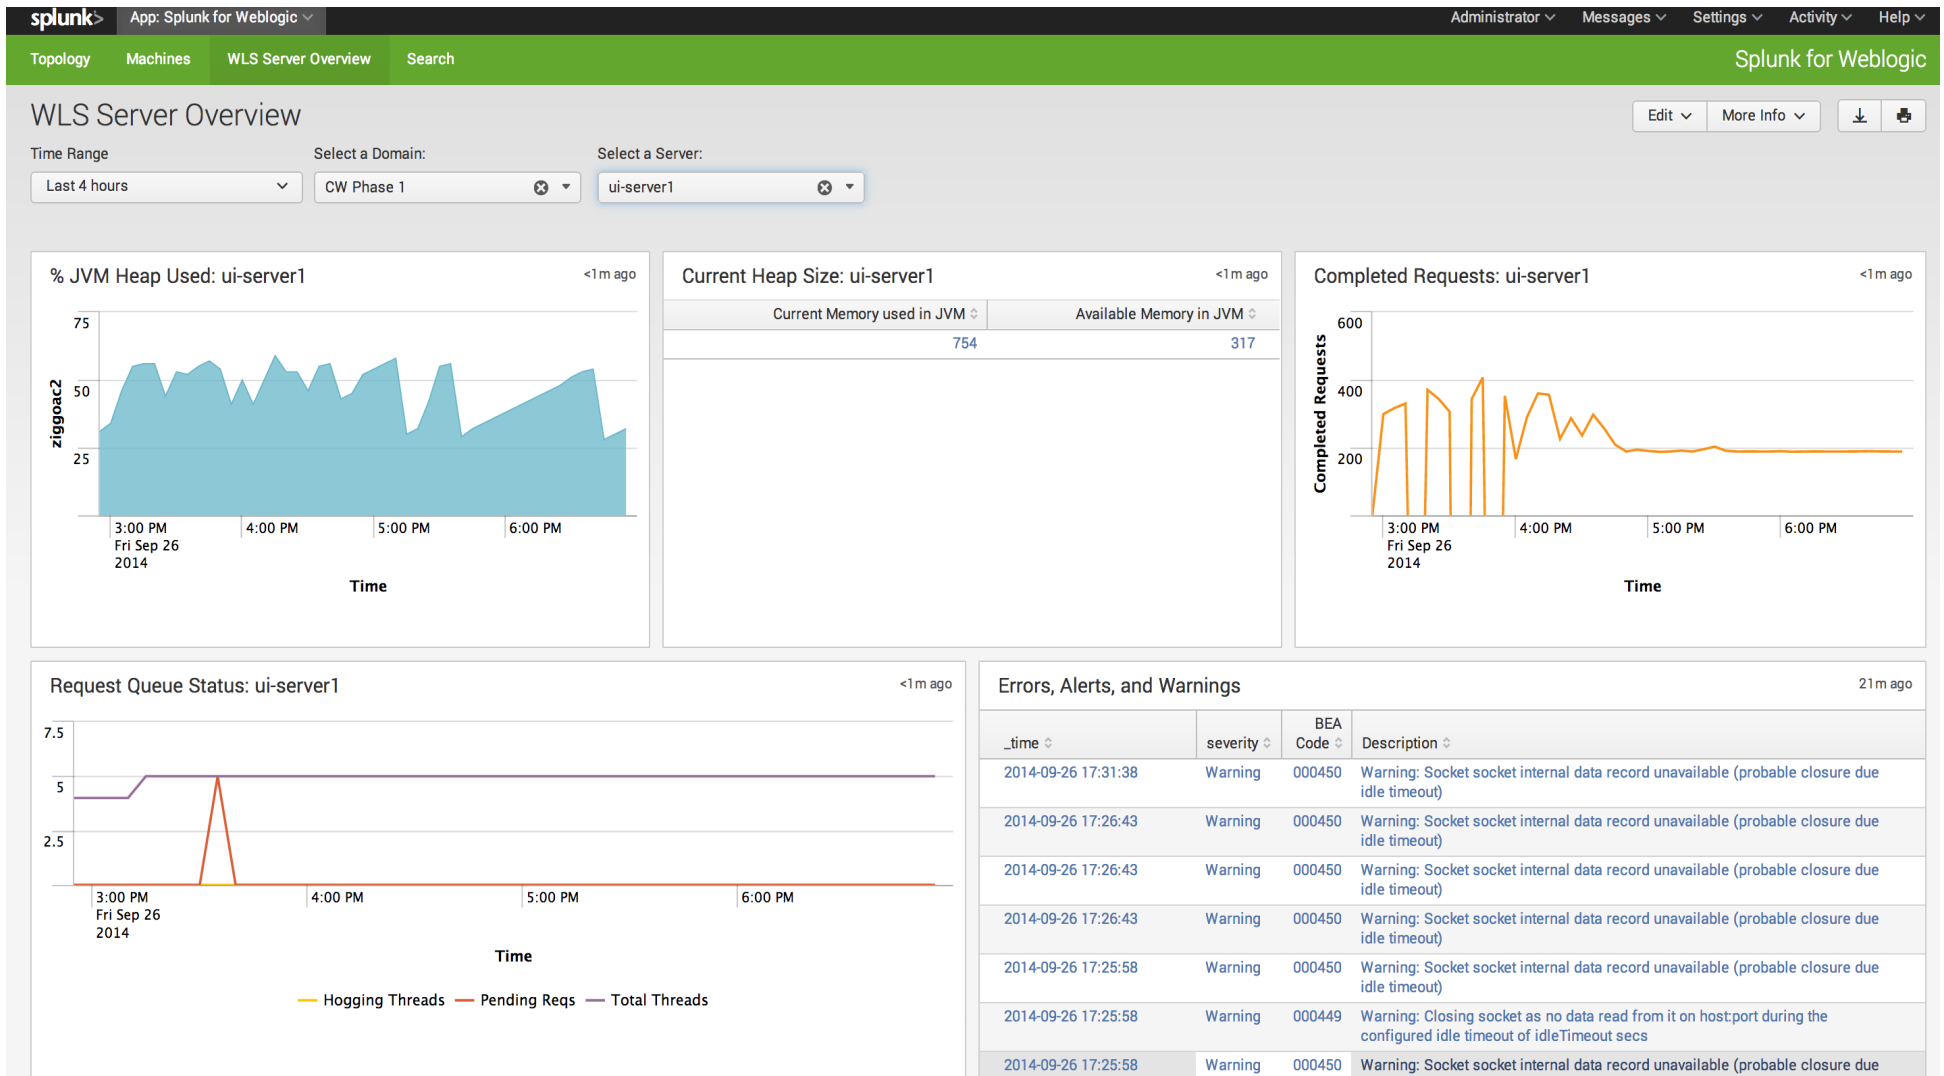 splunk> App: Splunk for Weblogic Administrator Messages Settings Activity Help
Topology Machines WLS Server Overview Search Splunk for Weblogic
WLS Server Overview Edit More Info
Time Range Select a Domain: Select a Server:
Last 4 hours CW Phase 1 ui-server1
% JVM Heap Used: ui-server1 <1m ago
75
50
25
ziggoac2
3:00 PM 4:00 PM 5:00 PM 6:00 PM
Fri Sep 26
2014
Time
Current Heap Size: ui-server1 <1m ago
Current Memory used in JVM Available Memory in JVM
754 317
Completed Requests: ui-server1 <1m ago
600
400
200
Completed Requests
3:00 PM 4:00 PM 5:00 PM 6:00 PM
Fri Sep 26
2014
Time
Request Queue Status: ui-server1 <1m ago
7.5
5
2.5
3:00 PM 4:00 PM 5:00 PM 6:00 PM
Fri Sep 26
2014
Time
Hogging Threads Pending Reqs Total Threads
Errors, Alerts, and Warnings 21m ago
BEA
_time severity Code Description
2014-09-26 17:31:38 Warning 000450 Warning: Socket socket internal data record unavailable (probable closure due
idle timeout)
2014-09-26 17:26:43 Warning 000450 Warning: Socket socket internal data record unavailable (probable closure due
idle timeout)
2014-09-26 17:26:43 Warning 000450 Warning: Socket socket internal data record unavailable (probable closure due
idle timeout)
2014-09-26 17:26:43 Warning 000450 Warning: Socket socket internal data record unavailable (probable closure due
idle timeout)
2014-09-26 17:25:58 Warning 000450 Warning: Socket socket internal data record unavailable (probable closure due
idle timeout)
2014-09-26 17:25:58 Warning 000449 Warning: Closing socket as no data read from it on host:port during the
configured idle timeout of idleTimeout secs
2014-09-26 17:25:58 Warning 000450 Warning: Socket socket internal data record unavailable (probable closure due